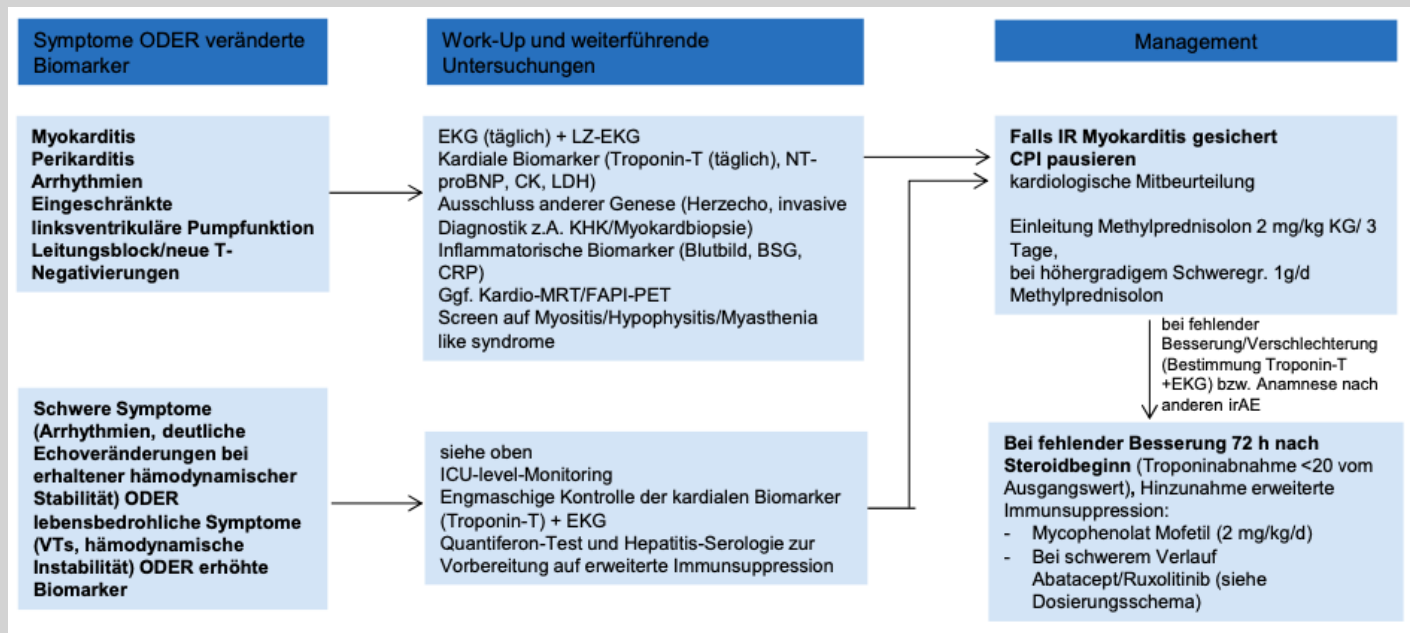 Symptome ODER veränderte
Biomarker
Work-Up und weiterführende
Untersuchungen
Management
Myokarditis
Perikarditis
Arrhythmien
Eingeschränkte
linksventrikuläre Pumpfunktion
Leitungsblock/neue T-
Negativierungen
EKG (täglich) + LZ-EKG
Kardiale Biomarker (Troponin-T (täglich), NT-
proBNP, CK, LDH)
Ausschluss anderer Genese (Herzecho, invasive
Diagnostik z.A. KHK/Myokardbiopsie)
Inflammatorische Biomarker (Blutbild, BSG,
CRP)
Ggf. Kardio-MRT/FAPI-PET
Screen auf Myositis/Hypophysitis/Myasthenia
like syndrome
Falls IR Myokarditis gesichert
CPI pausieren
kardiologische Mitbeurteilung
Einleitung Methylprednisolon 2 mg/kg KG/ 3
Tage,
bei höhergradigem Schweregr. 1g/d
Methylprednisolon
bei fehlender
Besserung/Verschlechterung
(Bestimmung Troponin-T
+EKG) bzw. Anamnese nach
anderen irAE
Schwere Symptome
(Arrhythmien, deutliche
Echoveränderungen bei
erhaltener hämodynamischer
Stabilität) ODER
lebensbedrohliche Symptome
(VTs, hämodynamische
Instabilität) ODER erhöhte
Biomarker
siehe oben
ICU-level-Monitoring
Engmaschige Kontrolle der kardialen Biomarker
(Troponin-T) + EKG
Quantiferon-Test und Hepatitis-Serologie zur
Vorbereitung auf erweiterte Immunsuppression
Bei fehlender Besserung 72 h nach
Steroidbeginn (Troponinabnahme <20 vom
Ausgangswert), Hinzunahme erweiterte
Immunsuppression:
- Mycophenolat Mofetil (2 mg/kg/d)
- Bei schwerem Verlauf
Abatacept/Ruxolitinib (siehe
Dosierungsschema)